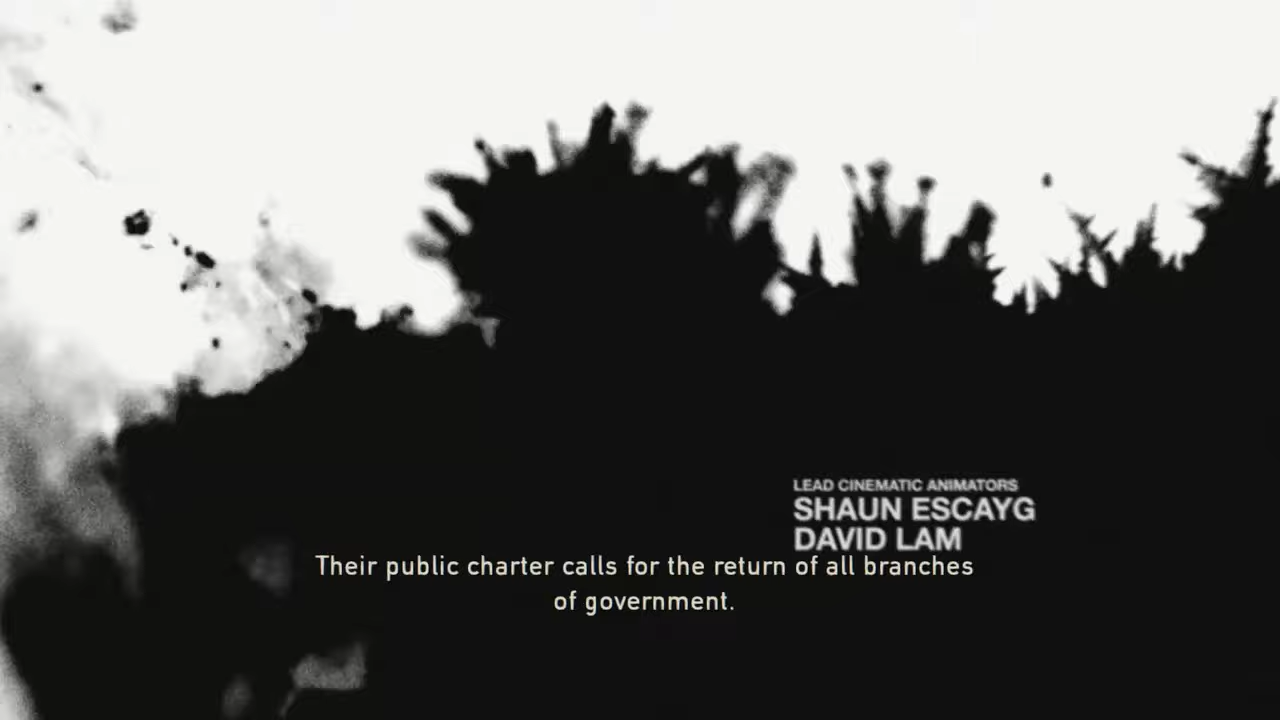 LEAD CINEMATIC ANIMATORS
SHAUN ESCAYG
DAVID LAM
Their public charter calls for the return of all branches
of government.